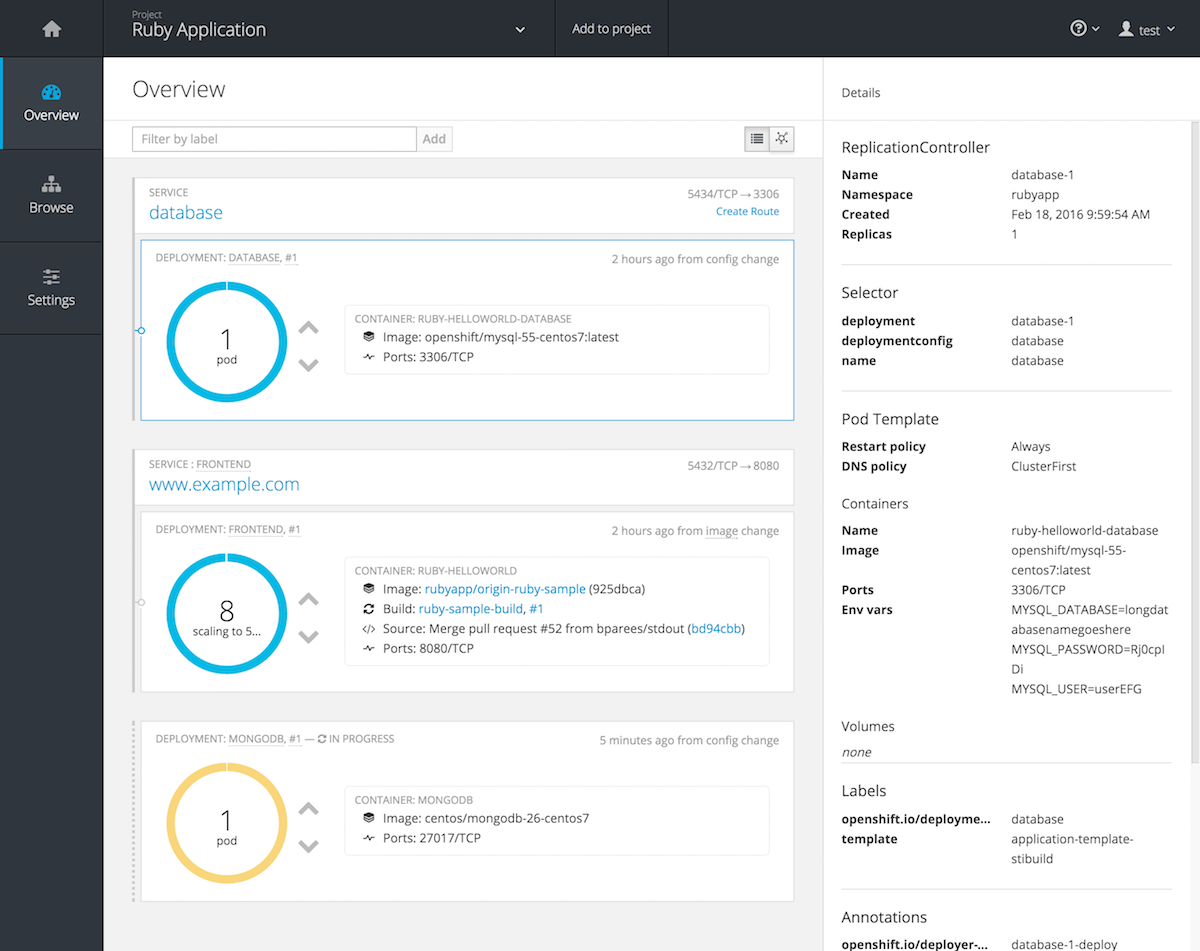 Project
Ruby Application
Add to project
test
Overview
Browse
Settings
Overview
Filter by label
Add
SERVICE
database
5434/TCP → 3306
Create Route
DEPLOYMENT: DATABASE, #1
2 hours ago from config change
1
pod
CONTAINER: RUBY-HELLOWORLD-DATABASE
Image: openshift/mysql-55-centos7:latest
Ports: 3306/TCP
SERVICE : FRONTEND
www.example.com
5432/TCP → 8080
DEPLOYMENT: FRONTEND, #1
2 hours ago from image change
8
scaling to 5...
CONTAINER: RUBY-HELLOWORLD
Image: rubyapp/origin-ruby-sample (925dbca)
Build: ruby-sample-build, #1
</> Source: Merge pull request #52 from bparees/stdout (bd94cbb)
Ports: 8080/TCP
DEPLOYMENT: MONGODB, #1 — IN PROGRESS
5 minutes ago from config change
1
pod
CONTAINER: MONGODB
Image: centos/mongodb-26-centos7
Ports: 27017/TCP
Details
ReplicationController
Name database-1
Namespace rubyapp
Created Feb 18, 2016 9:59:54 AM
Replicas 1
Selector
deployment database-1
deploymentconfig database
name database
Pod Template
Restart policy Always
DNS policy ClusterFirst
Containers
Name ruby-helloworld-database
Image openshift/mysql-55-
centos7:latest
Ports 3306/TCP
Env vars MYSQL_DATABASE=longdat
abasenamegoeshere
MYSQL_PASSWORD=Rj0cpI
Di
MYSQL_USER=userEFG
Volumes
none
Labels
openshift.io/deployme... database
template application-template-
stibuild
Annotations
openshift.io/deployer-... database-1-deploy